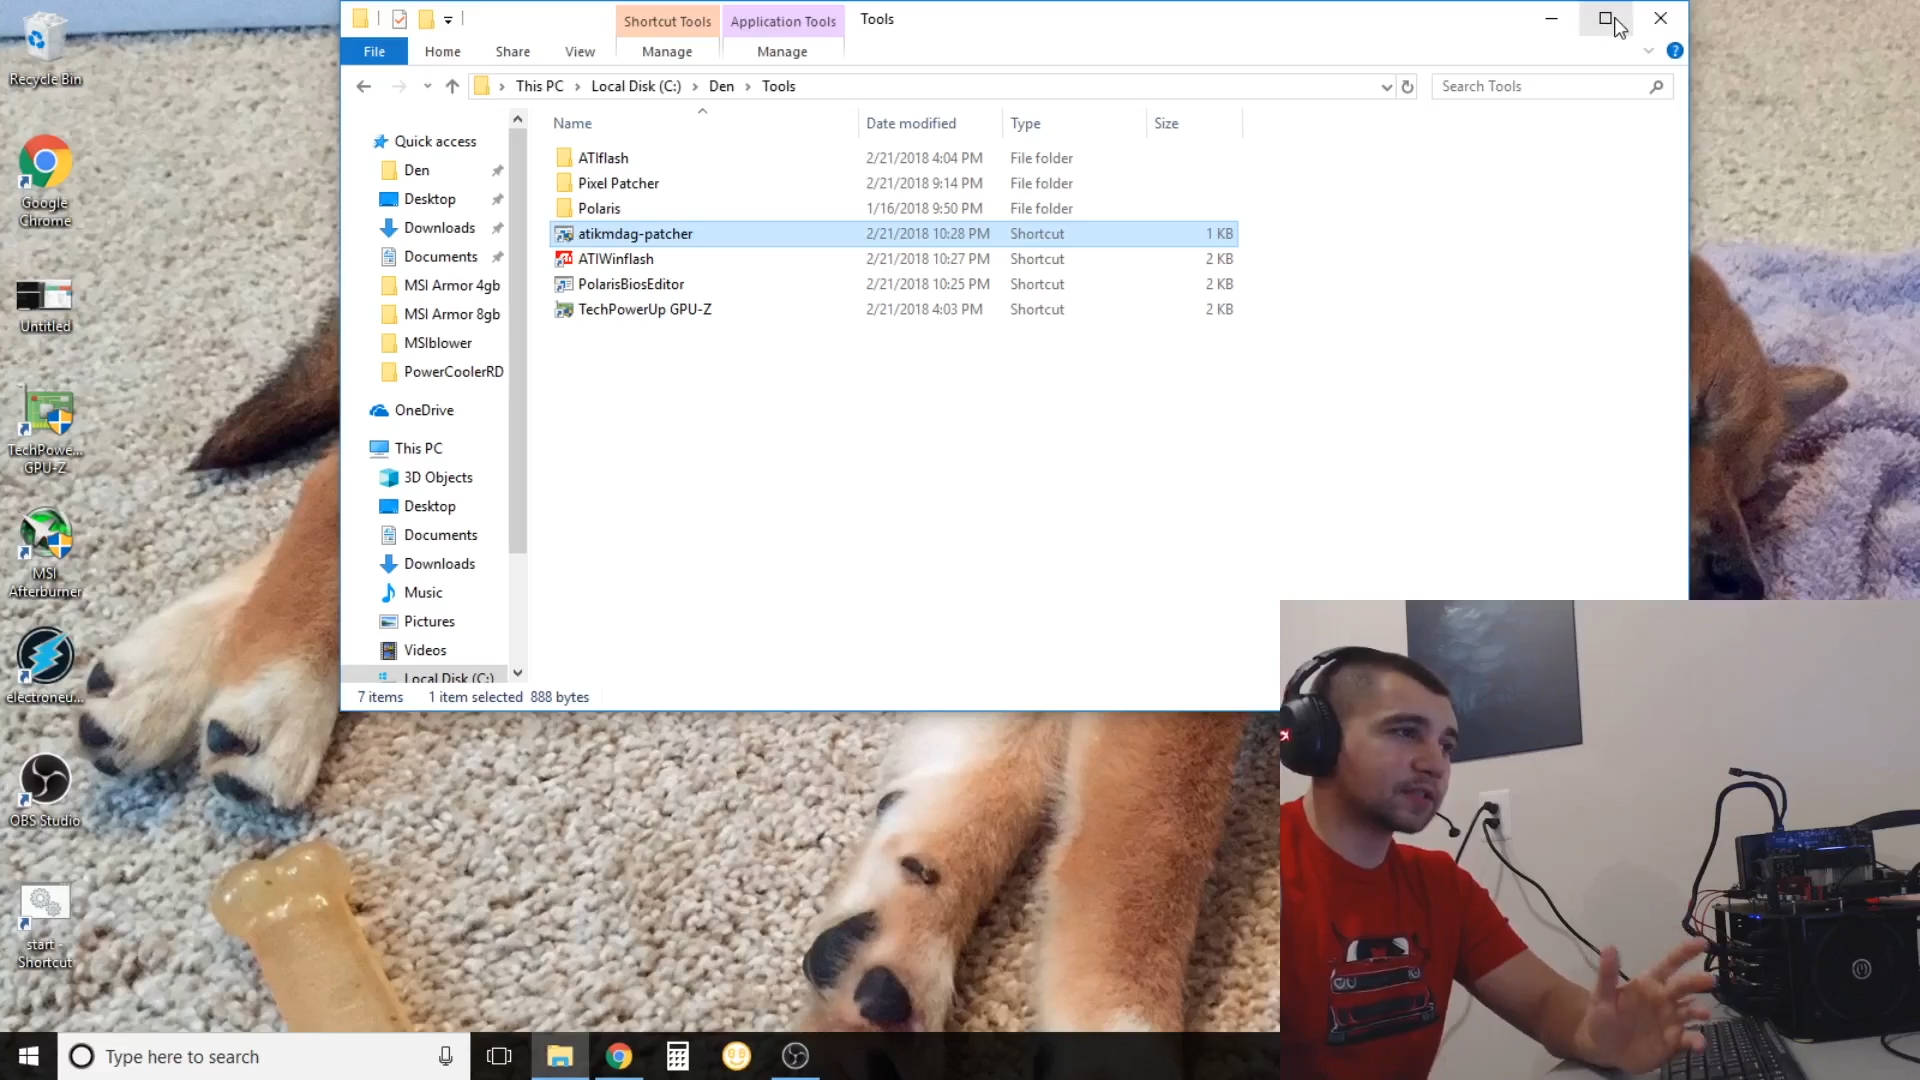 Recycle Bin
Google
Chrome
Untitled
TechPowe...
GPU-Z
MSI
Afterburner
electroneu...
OBS Studio
start -
Shortcut
Shortcut Tools
Application Tools
Tools
File
Home
Share
View
Manage
Manage
This PC
Local Disk (C:)
Den
Tools
Search Tools
Quick access
Den
Desktop
Downloads
Documents
MSI Armor 4gb
MSI Armor 8gb
MSIblower
PowerCoolerRD
OneDrive
This PC
3D Objects
Desktop
Documents
Downloads
Music
Pictures
Videos
Local Disk (C:)
Name Date modified Type Size
ATIflash 2/21/2018 4:04 PM File folder
Pixel Patcher 2/21/2018 9:14 PM File folder
Polaris 1/16/2018 9:50 PM File folder
atikmdag-patcher 2/21/2018 10:28 PM Shortcut 1 KB
ATIWinflash 2/21/2018 10:27 PM Shortcut 2 KB
PolarisBiosEditor 2/21/2018 10:25 PM Shortcut 2 KB
TechPowerUp GPU-Z 2/21/2018 4:03 PM Shortcut 2 KB
7 items 1 item selected 888 bytes
Type here to search